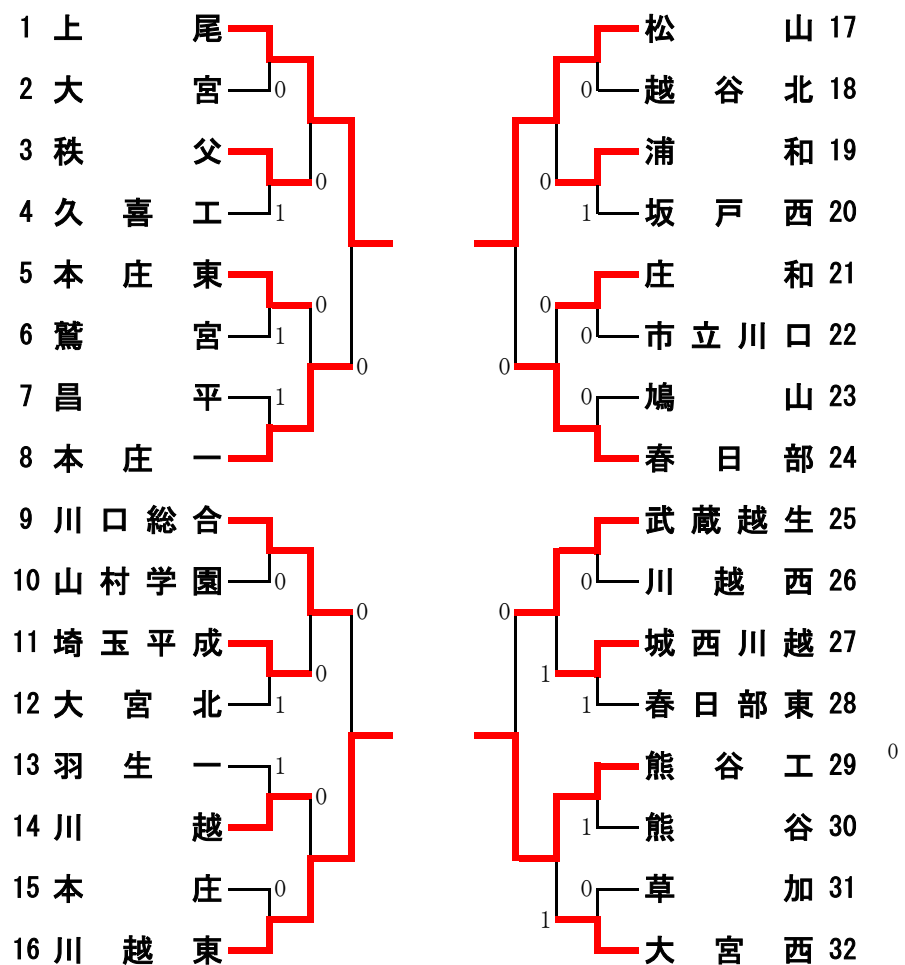 1 上尾 松山 17
2 大宮 0 0 越谷北 18
3 秩父 浦和 19
0 0
4 久喜工 1 1 坂戸西 20
5 本庄東 庄和 21
0 0
6 鷲宮 1 0 市立川口 22
0 0
7 昌平 1 0 鳩山 23
8 本庄一 春日部 24
9 川口総合 武蔵越生 25
10 山村学園 0 0 川越西 26
0 0
11 埼玉平成 城西川越 27
0 1
12 大宮北 1 1 春日部東 28
0
13 羽生一 1 熊谷工 29
0
14 川越 1 熊谷 30
15 本庄 0 0 草加 31
1
16 川越東 大宮西 32